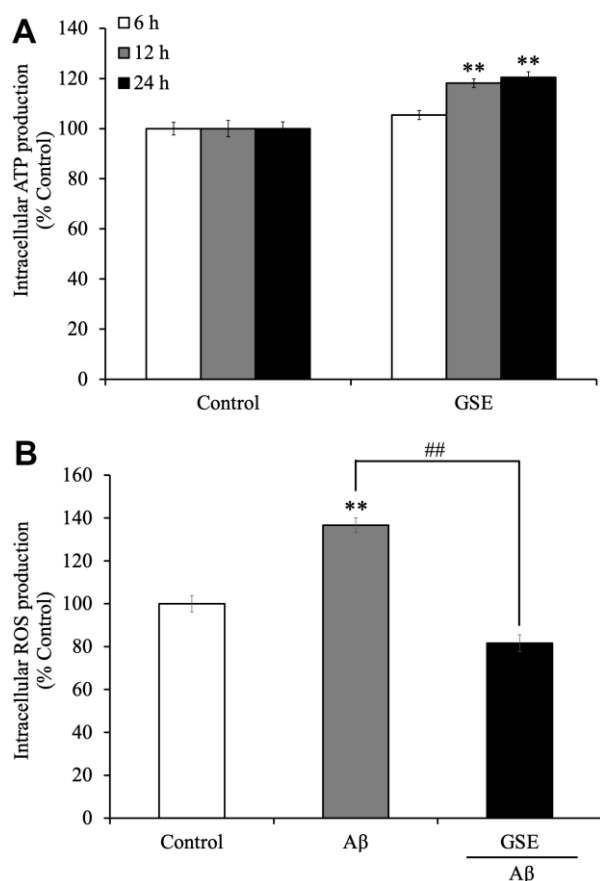 A
6 h
12 h
24 h
Intracellular ATP production
(% Control)
140
120
100
80
60
40
20
0
**
**
Control
GSE
B
Intracellular ROS production
(% Control)
160
140
120
100
80
60
40
20
0
##
**
Control
Aβ
GSE
Aβ